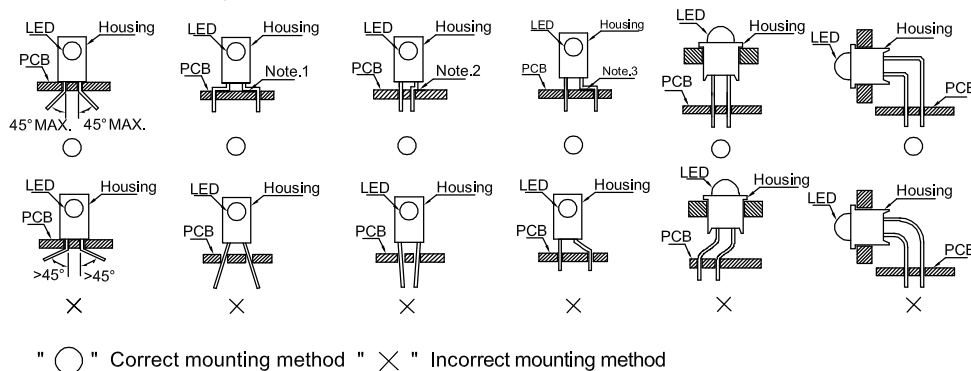 LED Housing
PCB
45° MAX. 45° MAX.
LED Housing
PCB Note.1
LED Housing
PCB Note.2
LED Housing
PCB Note.3
LED Housing
PCB
Housing
LED
PCB
LED Housing
PCB
>45° >45°
LED Housing
PCB
LED Housing
PCB
LED Housing
PCB
LED Housing
PCB
Housing
LED
PCB
" ◯ " Correct mounting method " ✕ " Incorrect mounting method